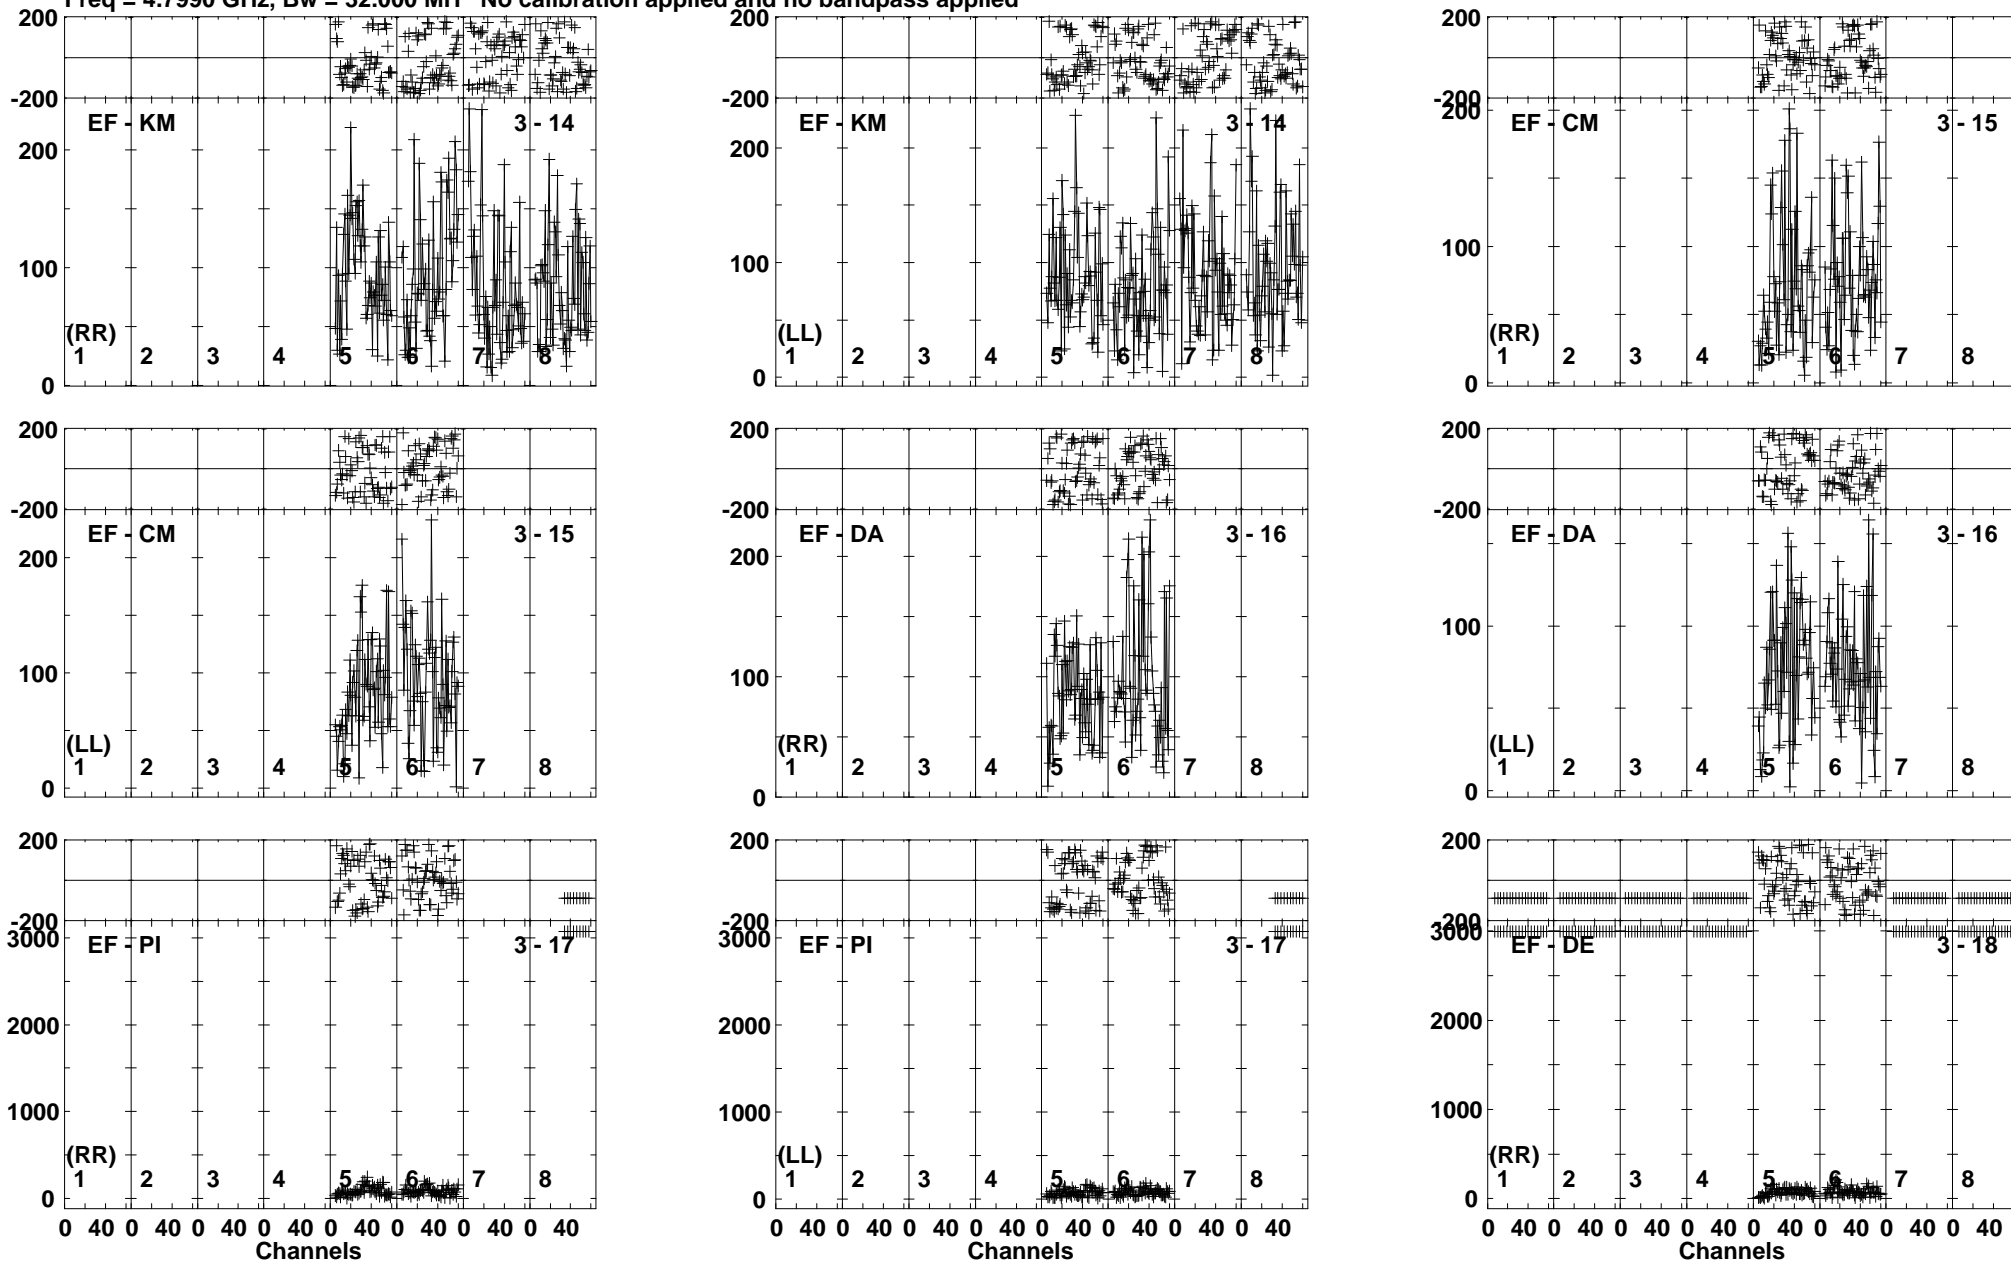 Freq = 4.7990 GHz, Bw = 32.000 MH No calibration applied and no bandpass applied
200 200 200
-200 -200 -200
EF - KM 3 - 14 EF - KM 3 - 14 EF - CM 3 - 15
200 200 200
100 100 100
(RR) (LL) (RR)
1 2 3 4 5 6 7 8 1 2 3 4 5 6 7 8 1 2 3 4 5 6 7 8
0 0 0
200 200 200
-200 -200 -200
EF - CM 3 - 15 EF - DA 3 - 16 EF - DA 3 - 16
200 200
100 100 100
(LL) (RR) (LL)
1 2 3 4 5 6 7 8 1 2 3 4 5 6 7 8 1 2 3 4 5 6 7 8
0 0 0
200 200 200
-200 -200 -200
3000 3000 3000
EF - PI 3 - 17 EF - PI 3 - 17 EF - DE 3 - 18
2000 2000 2000
1000 1000 1000
(RR) (LL) (RR)
1 2 3 4 5 6 7 8 1 2 3 4 5 6 7 8 1 2 3 4 5 6 7 8
0 0 0
0 40 0 40 0 40 0 40 0 40 0 40 0 40 0 40 0 40 0 40 0 40 0 40 0 40 0 40 0 40 0 40 0 40 0 40 0 40 0 40 0 40 0 40 0 40 0 40
Channels Channels Channels